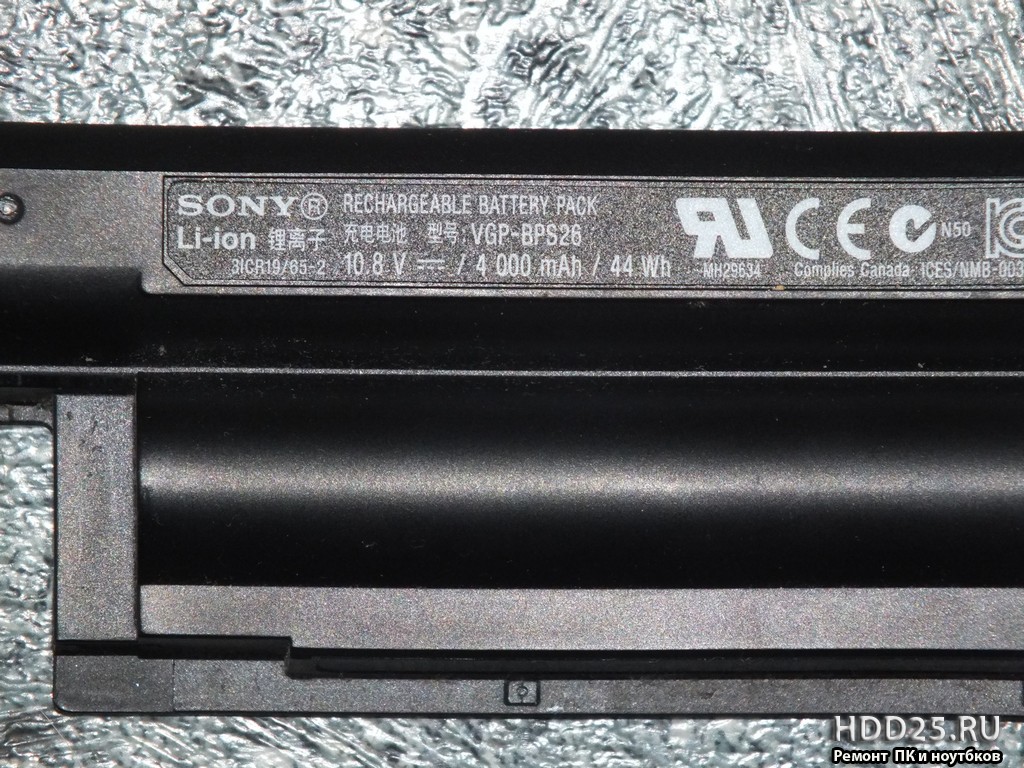 SONY® RECHARGEABLE BATTERY PACK
Li-ion 锂离子 充电电池 型号: VGP-BPS26
3ICR19/65-2 10.8 V ⎓ / 4 000 mAh / 44 Wh
MH29634
N50
Complies Canada ICES/NMB-003
HDD25.RU
Ремонт ПК и ноутбков